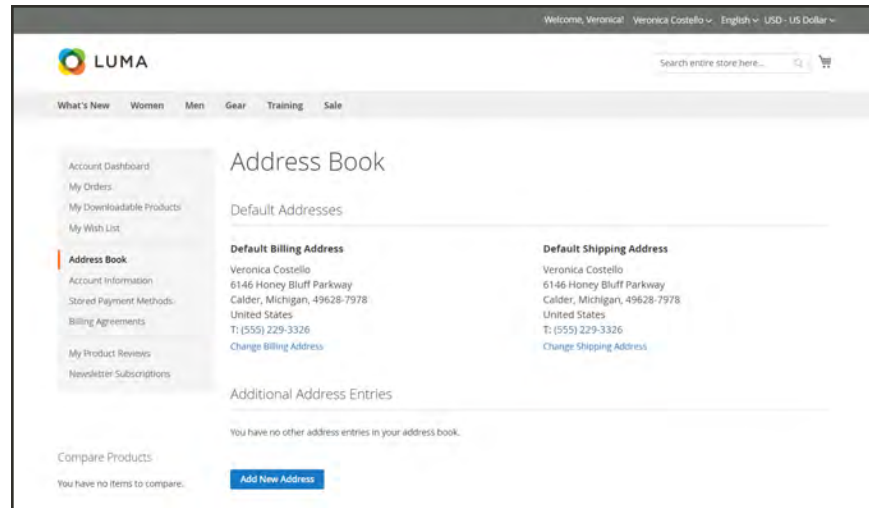 Welcome, Veronica! Veronica Costello English USD - US Dollar
LUMA
Search entire store here...
What's New Women Men Gear Training Sale
Account Dashboard
My Orders
My Downloadable Products
My Wish List
Address Book
Account Information
Stored Payment Methods
Billing Agreements
My Product Reviews
Newsletter Subscriptions
Compare Products
You have no items to compare.
Address Book
Default Addresses
Default Billing Address
Veronica Costello
6146 Honey Bluff Parkway
Calder, Michigan, 49628-7978
United States
T: (555) 229-3326
Change Billing Address
Default Shipping Address
Veronica Costello
6146 Honey Bluff Parkway
Calder, Michigan, 49628-7978
United States
T: (555) 229-3326
Change Shipping Address
Additional Address Entries
You have no other address entries in your address book.
Add New Address